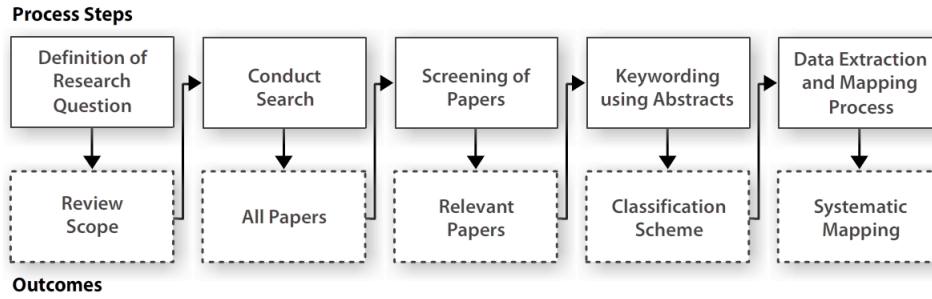 Process Steps
Definition of
Research
Question
Conduct
Search
Screening of
Papers
Keywording
using Abstracts
Data Extraction
and Mapping
Process
Review
Scope
All Papers
Relevant
Papers
Classification
Scheme
Systematic
Mapping
Outcomes